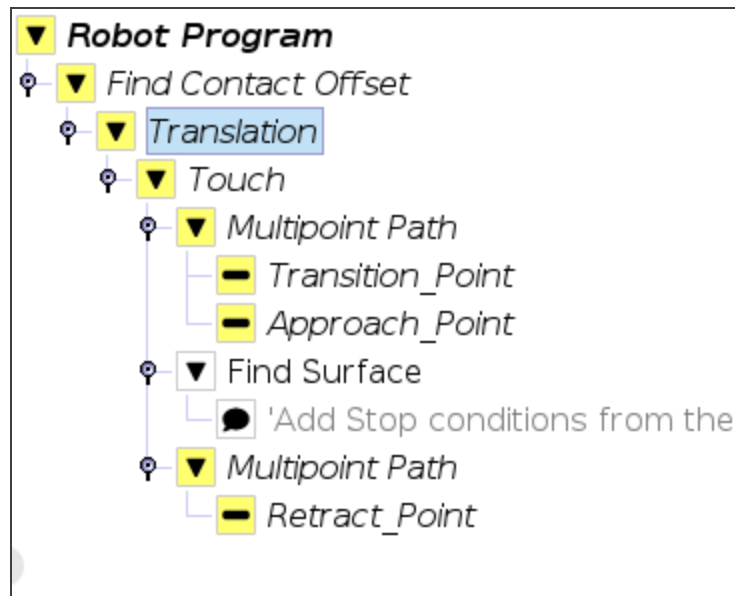 Robot Program
Find Contact Offset
Translation
Touch
Multipoint Path
Transition_Point
Approach_Point
Find Surface
'Add Stop conditions from the
Multipoint Path
Retract_Point